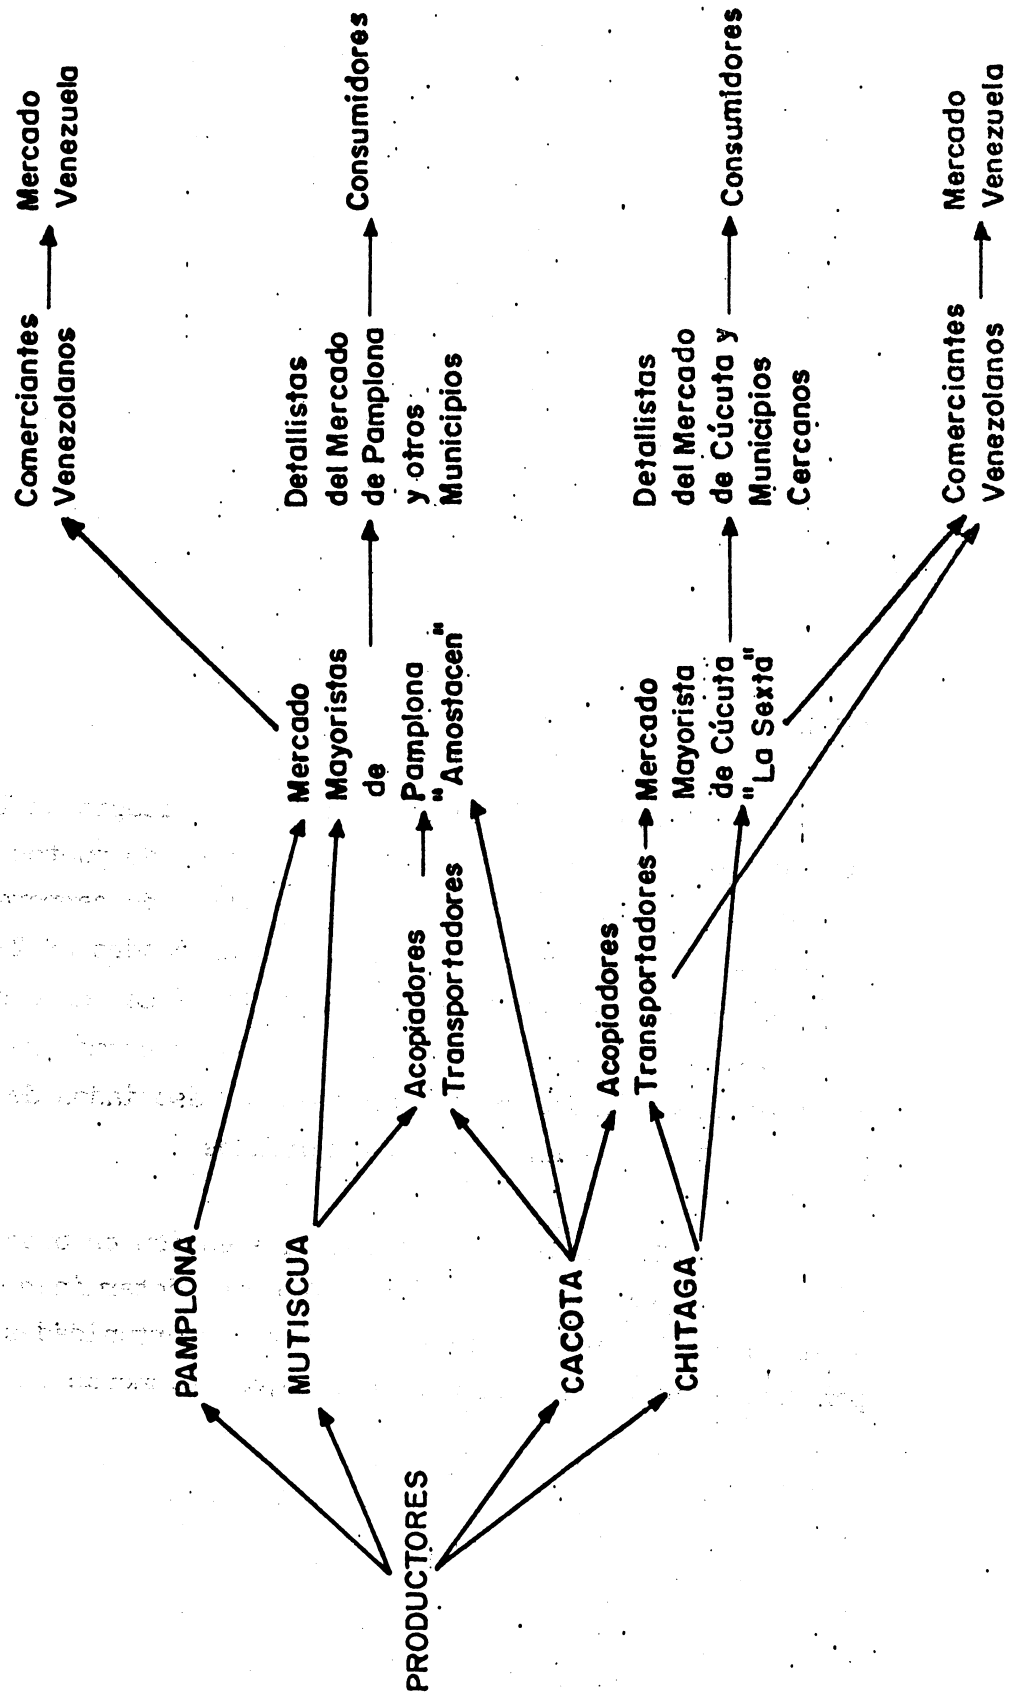 PRODUCTORES
PAMPLONA
MUTISCUA
CACOTA
CHITAGA
Acopiadores
Transportadores
Acopiadores
Transportadores
Mercado
Mayoristas
de
Pamplona
"Amostacen"
Mercado
Mayorista
de Cúcuta
"La Sexta"
Comerciantes
Venezolanos
Mercado
Venezuela
Detallistas
del Mercado
de Pamplona
y otros
Municipios
Consumidores
Detallistas
del Mercado
de Cúcuta y
Municipios
Cercanos
Consumidores
Comerciantes
Venezolanos
Mercado
Venezuela